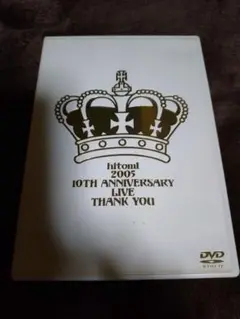 hitomi
2005
10TH ANNIVERSARY
LIVE
THANK YOU
DVD